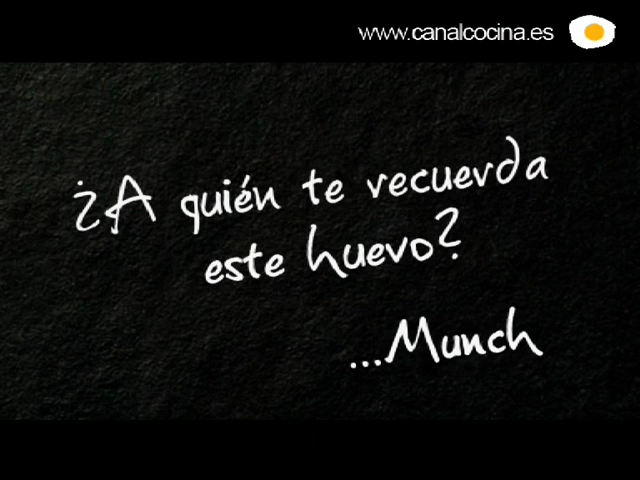 www.canalcocina.es
¿A quién te recuerda
este huevo?
...Munch